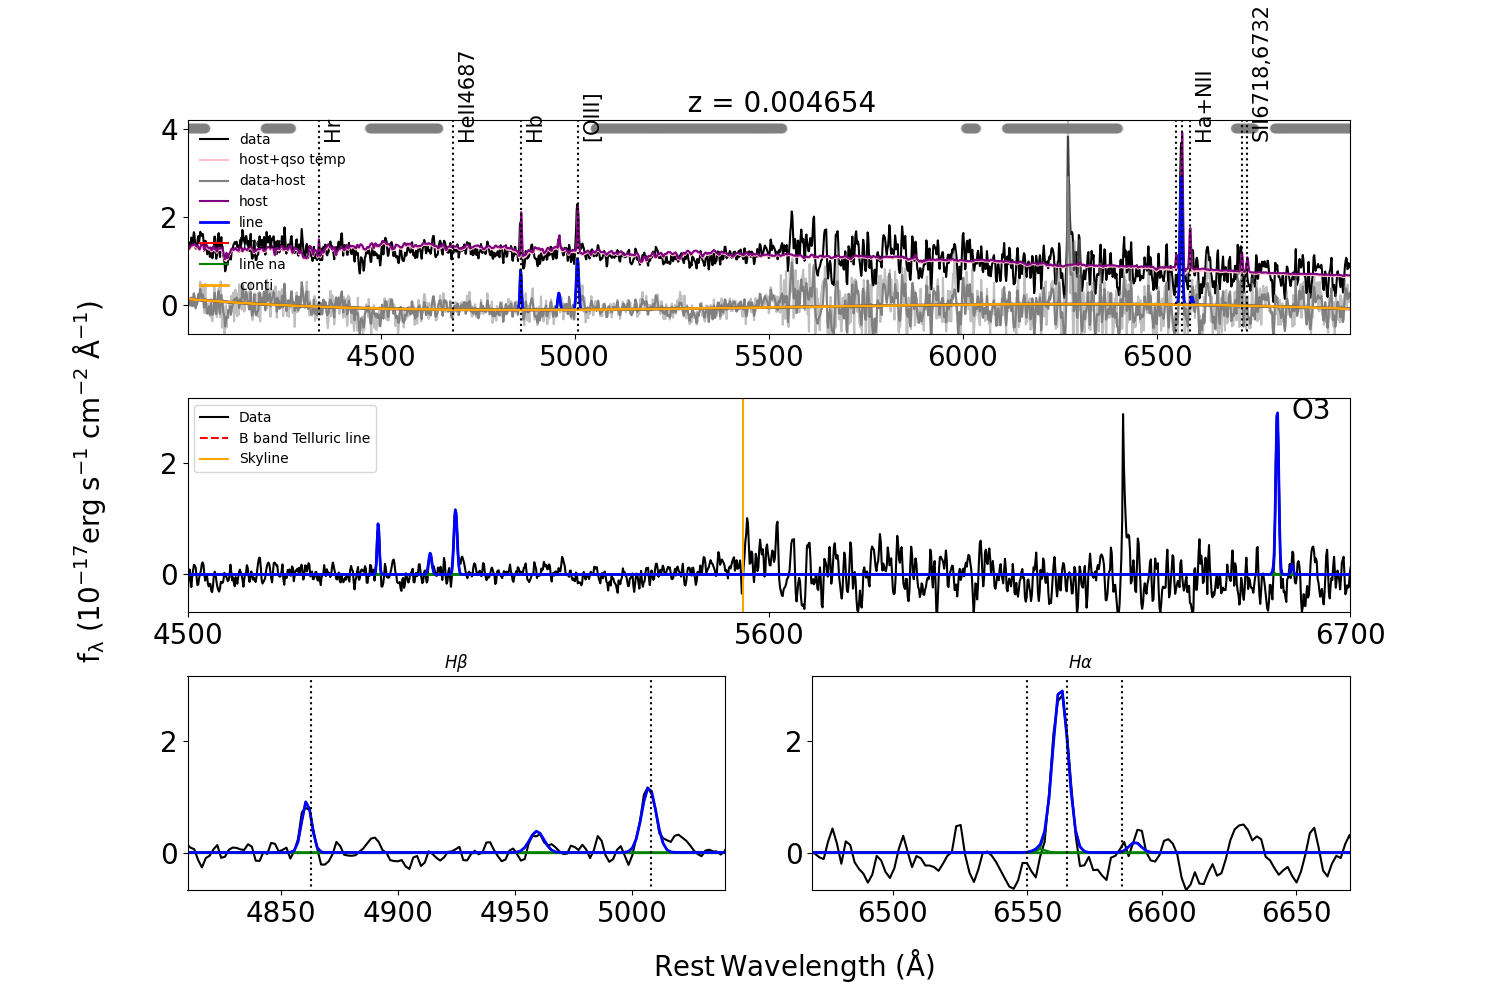 z = 0.004654
Hr
HeII4687
Hb
[OIII]
Ha+NII
SII6718,6732
data
host+qso temp
data-host
host
line
line na
conti
4
2
0
4500 5000 5500 6000 6500
fλ (10⁻¹⁷erg s⁻¹ cm⁻² Å⁻¹)
Data
B band Telluric line
Skyline
O3
2
0
4500 5600 6700
Hβ
2
0
4850 4900 4950 5000
Hα
2
0
6500 6550 6600 6650
Rest Wavelength (Å)